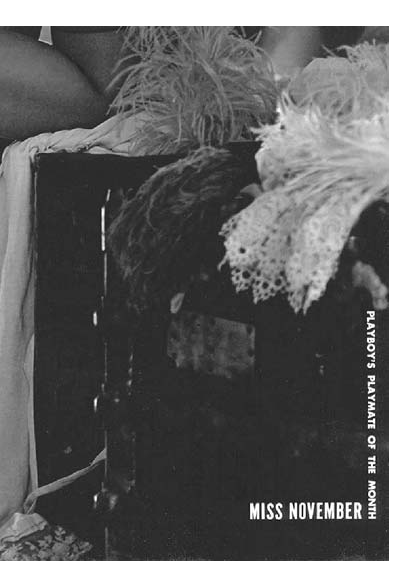 PLAYBOY'S PLAYMATE OF THE MONTH
MISS NOVEMBER